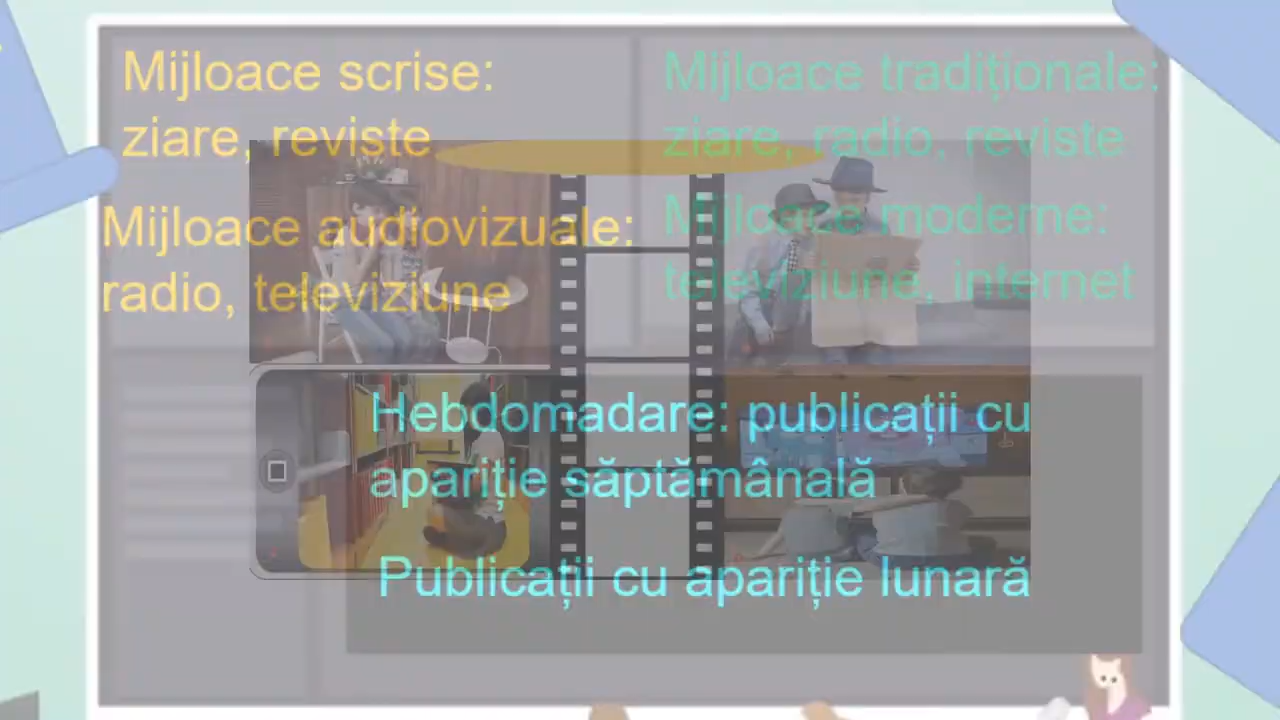 Mijloace scrise:
ziare, reviste
Mijloace audiovizuale:
radio, televiziune
Mijloace tradiționale:
ziare, radio, reviste
Mijloace moderne:
televiziune, internet
Hebdomadare: publicații cu
apariție săptămânală
Publicații cu apariție lunară